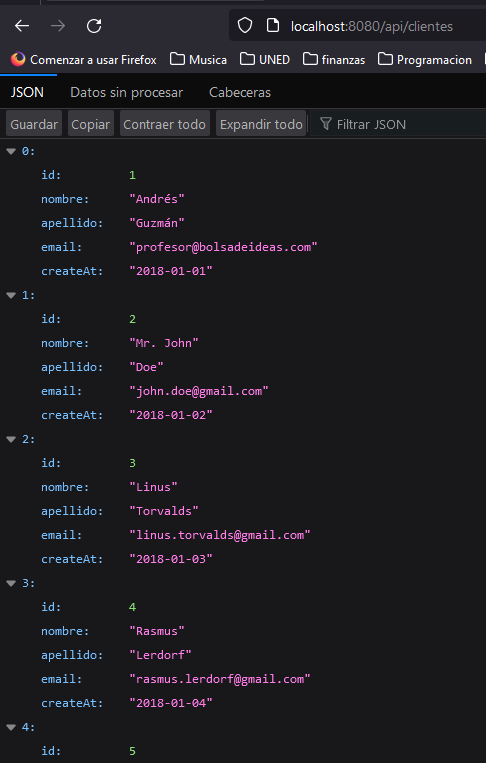 localhost:8080/api/clientes
Comenzar a usar Firefox Musica UNED finanzas Programacion
JSON Datos sin procesar Cabeceras
Guardar Copiar Contraer todo Expandir todo Filtrar JSON
0:
id: 1
nombre: "Andrés"
apellido: "Guzmán"
email: "profesor@bolsadeideas.com"
createAt: "2018-01-01"
1:
id: 2
nombre: "Mr. John"
apellido: "Doe"
email: "john.doe@gmail.com"
createAt: "2018-01-02"
2:
id: 3
nombre: "Linus"
apellido: "Torvalds"
email: "linus.torvalds@gmail.com"
createAt: "2018-01-03"
3:
id: 4
nombre: "Rasmus"
apellido: "Lerdorf"
email: "rasmus.lerdorf@gmail.com"
createAt: "2018-01-04"
4:
id: 5